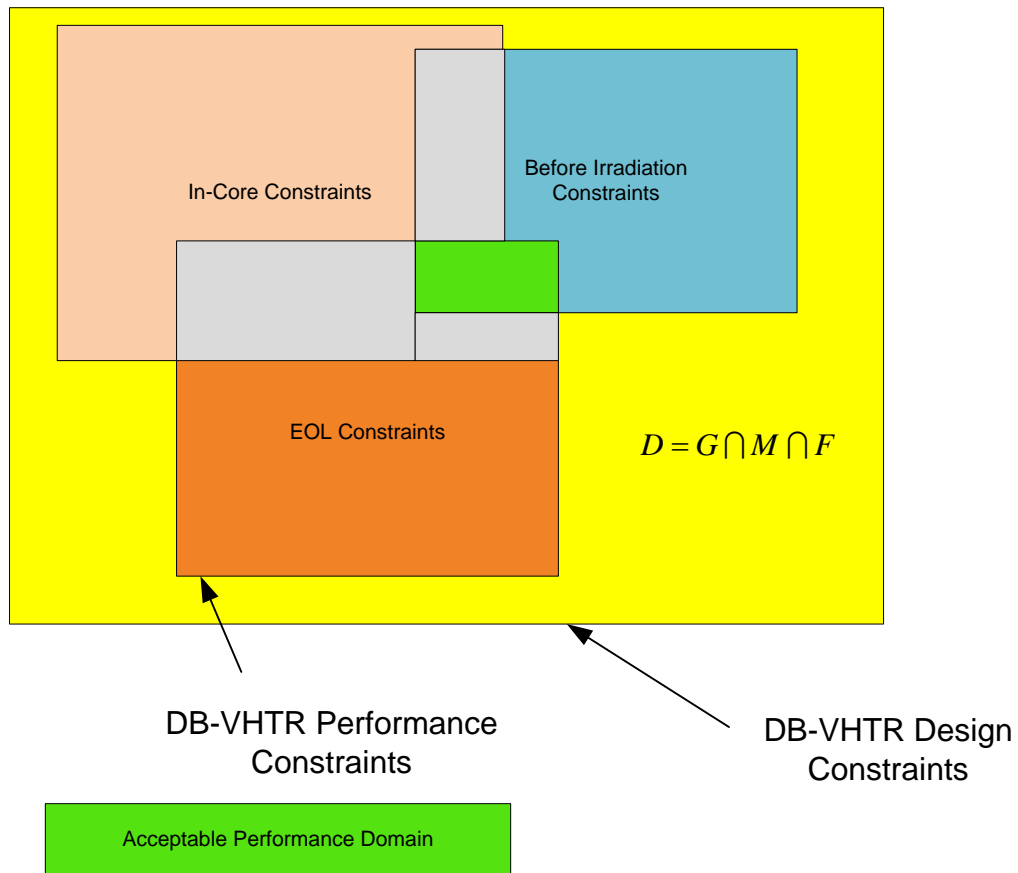 In-Core Constraints
Before Irradiation
Constraints
EOL Constraints
D = G ⋂ M ⋂ F
DB-VHTR Performance
Constraints
DB-VHTR Design
Constraints
Acceptable Performance Domain